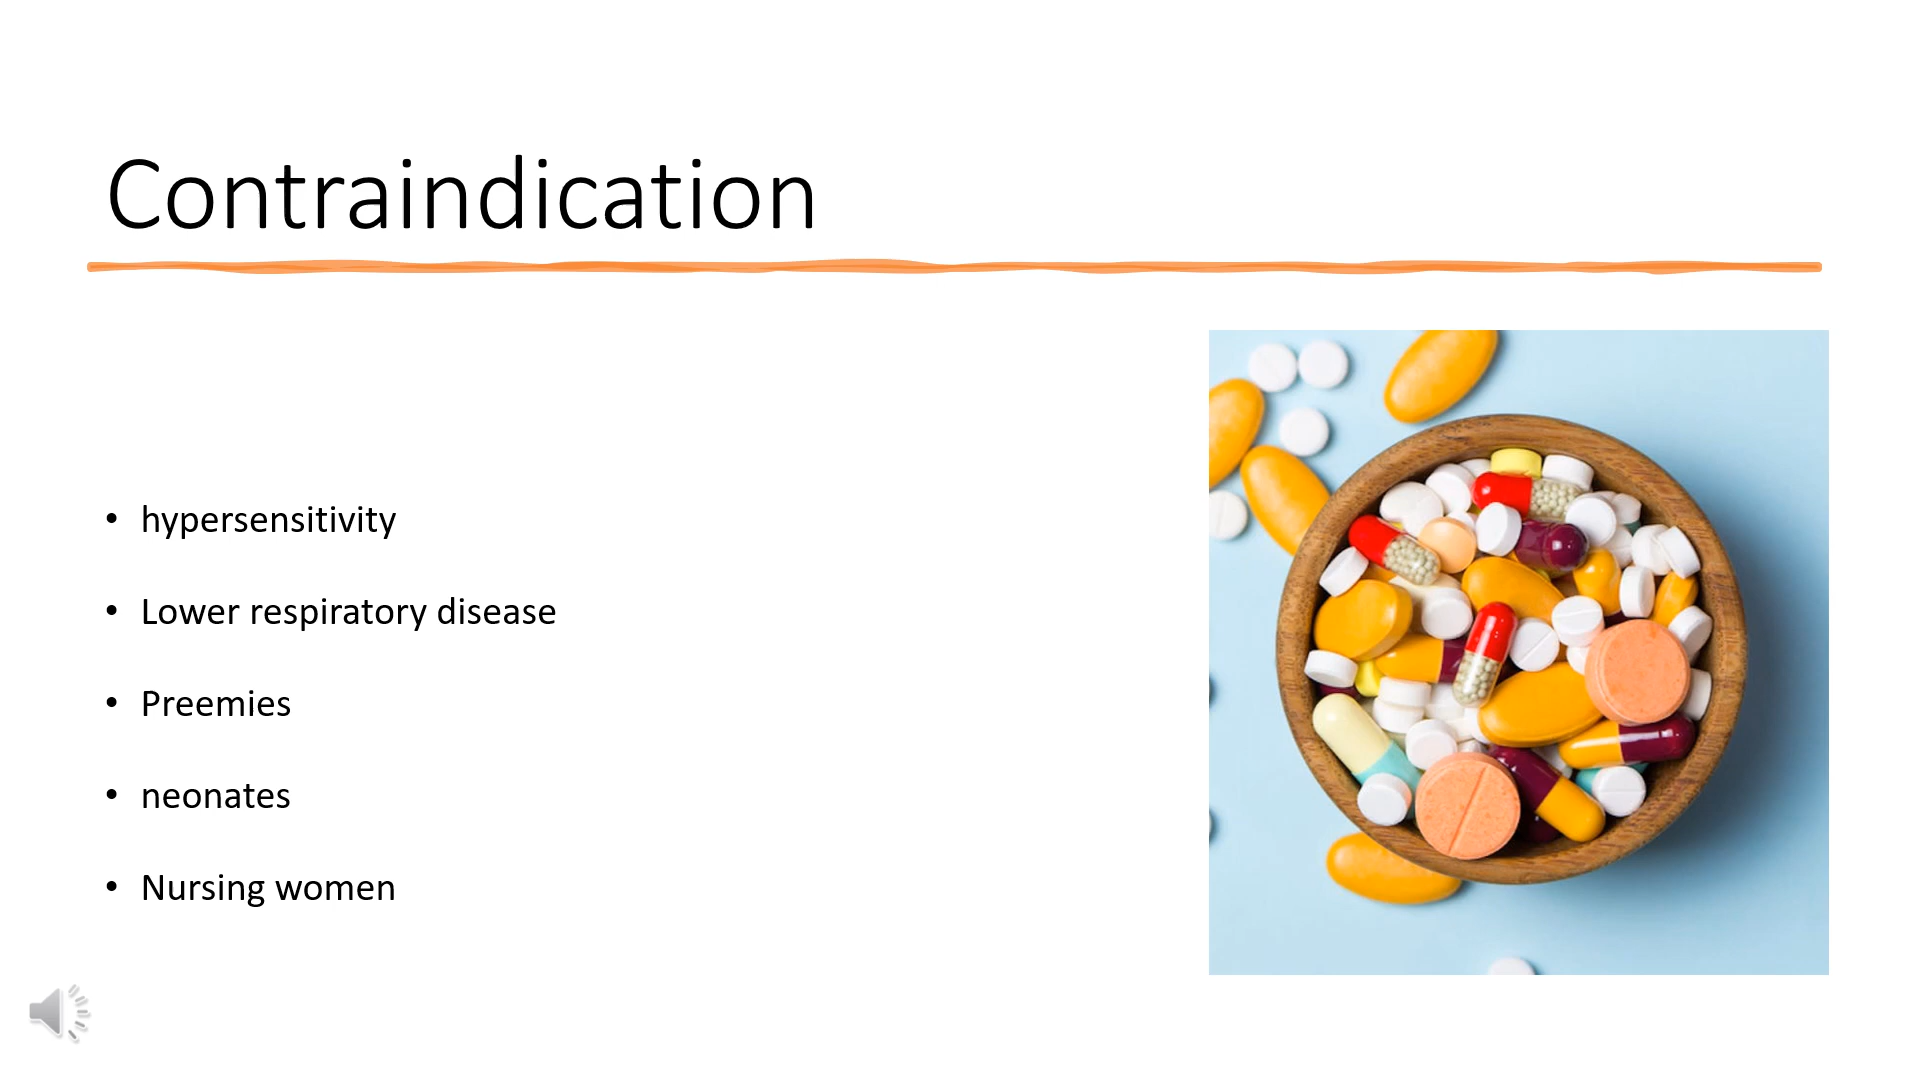 Contraindication
• hypersensitivity
• Lower respiratory disease
• Preemies
• neonates
• Nursing women